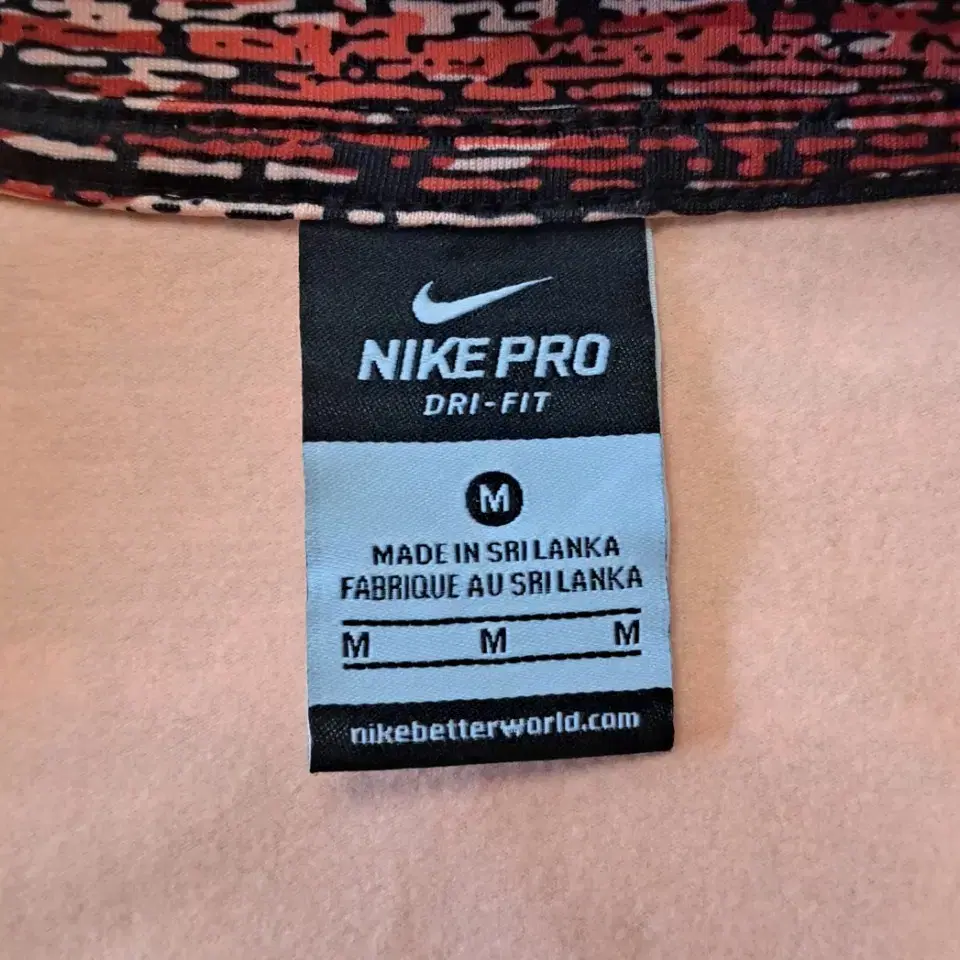 NIKE PRO
DRI-FIT
M
MADE IN SRI LANKA
FABRIQUE AU SRI LANKA
M M M
nikebetterworld.com